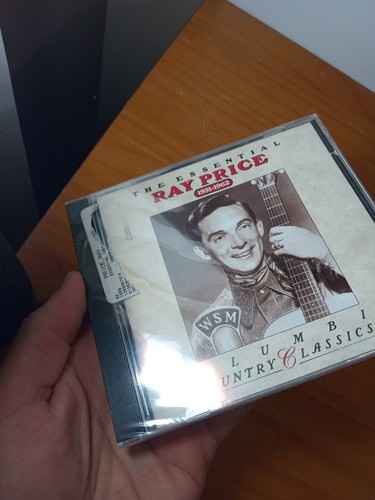 THE ESSENTIAL
RAY PRICE
1951-1962
WSM
LUMBI
UNTRY CLASSICS